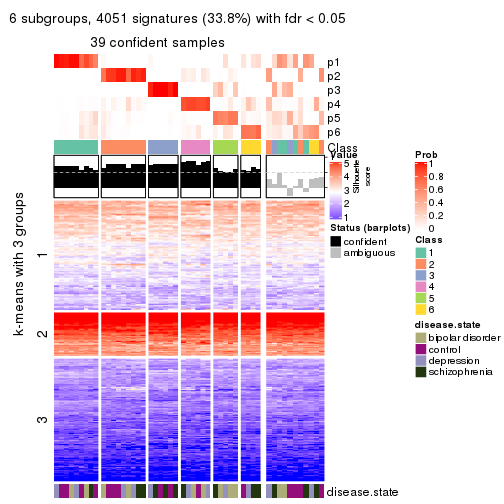 6 subgroups, 4051 signatures (33.8%) with fdr < 0.05
39 confident samples
p1
p2
p3
p4
p5
p6
Class
k-means with 3 groups
1
2
3
disease.state
Value
5
4
3
2
1
Silhouette
score
Status (barplots)
confident
ambiguous
Prob
1
0.8
0.6
0.4
0.2
0
Class
1
2
3
4
5
6
disease.state
bipolar disorder
control
depression
schizophrenia